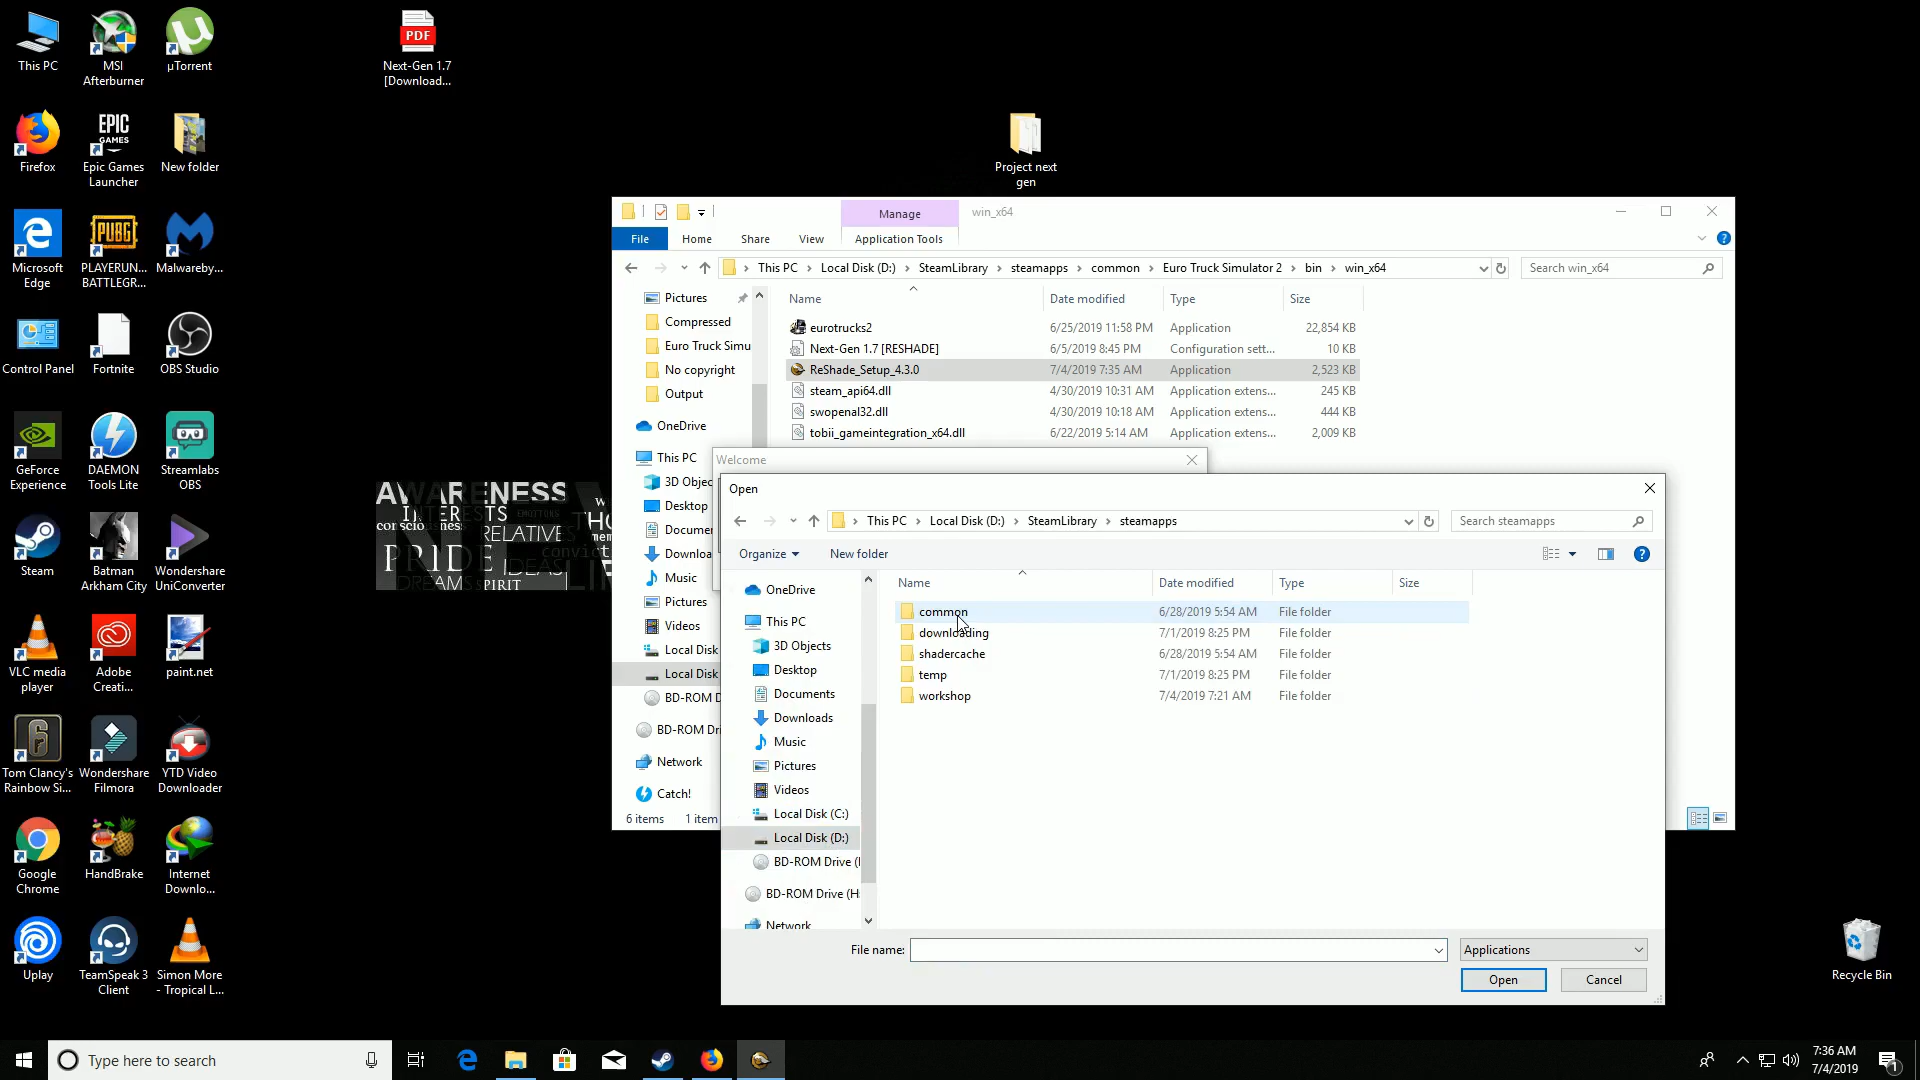 This PC
MSI
Afterburner
µTorrent
PDF
Next-Gen 1.7
[Download...
Firefox
EPIC
GAMES
Epic Games
Launcher
New folder
Project next
gen
Microsoft
Edge
PUBG
PLAYERUN...
BATTLEGR...
Malwareby...
Control Panel
Fortnite
OBS Studio
GeForce
Experience
DAEMON
Tools Lite
Streamlabs
OBS
Steam
Batman
Arkham City
Wondershare
UniConverter
VLC media
player
Adobe
Creati...
paint.net
Tom Clancy's
Rainbow Si...
Wondershare
Filmora
YTD Video
Downloader
Google
Chrome
HandBrake
Internet
Downlo...
Uplay
TeamSpeak 3
Client
Simon More
- Tropical L...
AWARENESS
INTERESTS
consciousness
RELATIVE
PRIDE
IDEAS
DREAMS
SPIRIT
Manage
win_x64
File
Home
Share
View
Application Tools
This PC
Local Disk (D:)
SteamLibrary
steamapps
common
Euro Truck Simulator 2
bin
win_x64
Search win_x64
Pictures
Compressed
Euro Truck Simu
No copyright
Output
OneDrive
This PC
3D Objec
Desktop
Documen
Downloa
Music
Pictures
Videos
Local Disk
Local Disk
BD-ROM D
BD-ROM Dri
Network
Catch!
6 items
1 item
Name
Date modified
Type
Size
eurotrucks2 6/25/2019 11:58 PM Application 22,854 KB
Next-Gen 1.7 [RESHADE] 6/5/2019 8:45 PM Configuration sett... 10 KB
ReShade_Setup_4.3.0 7/4/2019 7:35 AM Application 2,523 KB
steam_api64.dll 4/30/2019 10:31 AM Application extens... 245 KB
swopenal32.dll 4/30/2019 10:18 AM Application extens... 444 KB
tobii_gameintegration_x64.dll 6/22/2019 5:14 AM Application extens... 2,009 KB
Welcome
Open
This PC
Local Disk (D:)
SteamLibrary
steamapps
Search steamapps
Organize
New folder
OneDrive
This PC
3D Objects
Desktop
Documents
Downloads
Music
Pictures
Videos
Local Disk (C:)
Local Disk (D:)
BD-ROM Drive (I
BD-ROM Drive (H:
Network
Name
Date modified
Type
Size
common 6/28/2019 5:54 AM File folder
downloading 7/1/2019 8:25 PM File folder
shadercache 6/28/2019 5:54 AM File folder
temp 7/1/2019 8:25 PM File folder
workshop 7/4/2019 7:21 AM File folder
File name:
Applications
Open
Cancel
Recycle Bin
Type here to search
7:36 AM
7/4/2019
1